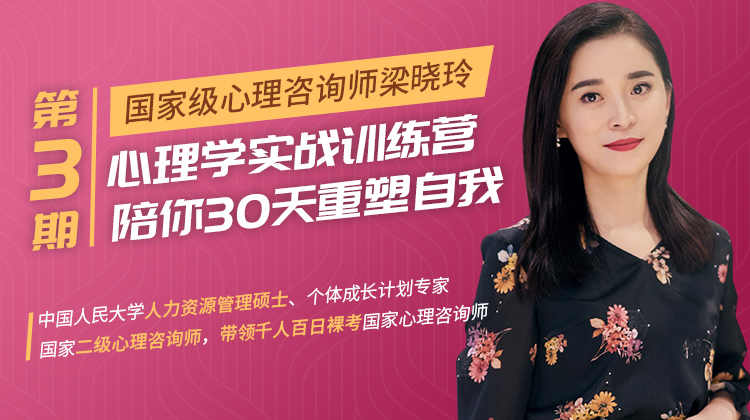 第3期
国家级心理咨询师梁晓玲
心理学实战训练营
陪你30天重塑自我
中国人民大学人力资源管理硕士、个体成长计划专家
国家二级心理咨询师，带领千人百日裸考国家心理咨询师